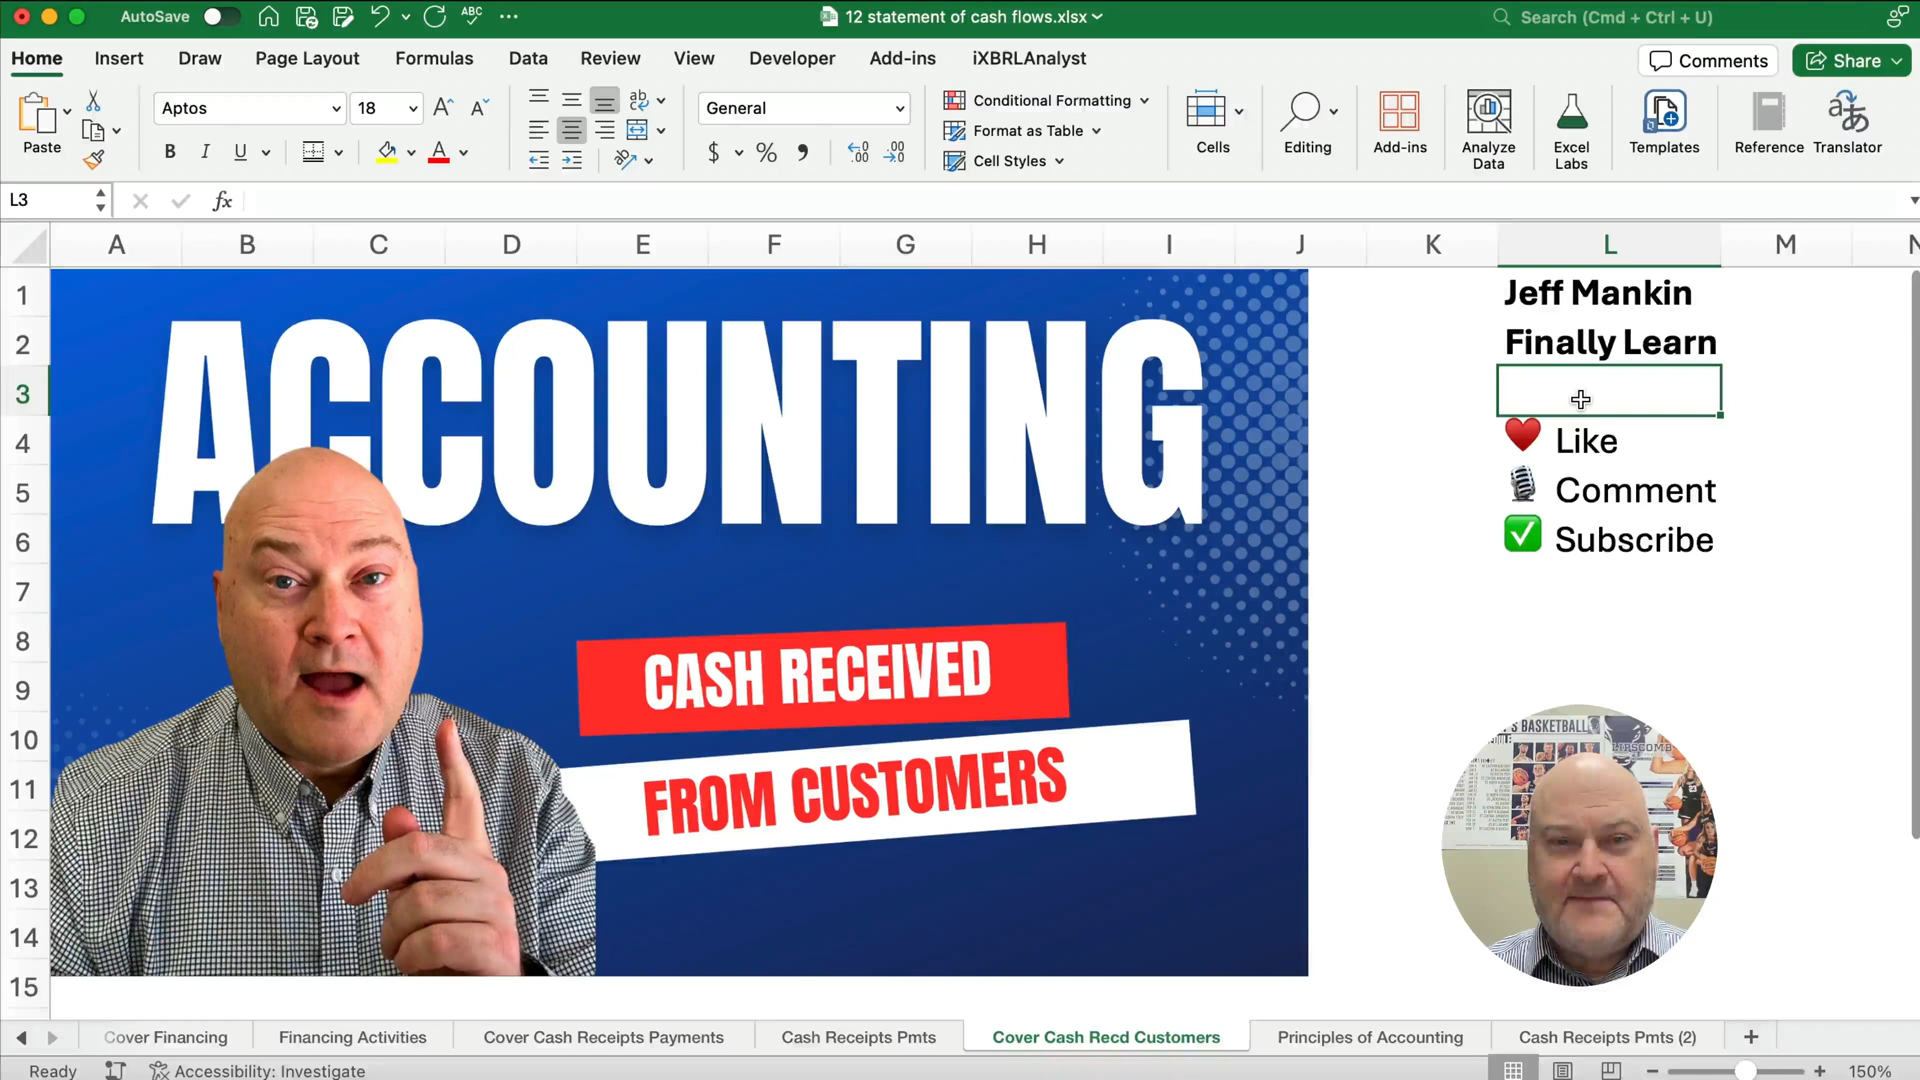 AutoSave
ABC
12 statement of cash flows.xlsx
Search (Cmd + Ctrl + U)
Home Insert Draw Page Layout Formulas Data Review View Developer Add-ins iXBRLAnalyst Comments Share
Paste
Aptos 18
B I U A
ab
General
$ % 9
Conditional Formatting
Format as Table
Cell Styles
Cells
Editing
Add-ins
Analyze Data
Excel Labs
Templates
Reference
Translator
L3 fx
A B C D E F G H I J K L M N
1
2
3
4
5
6
7
8
9
10
11
12
13
14
15
ACCOUNTING
CASH RECEIVED
FROM CUSTOMERS
Jeff Mankin
Finally Learn
❤️ Like
🎙️ Comment
✅ Subscribe
'S BASKETBALL
LIPSCOMB
Cover Financing Financing Activities Cover Cash Receipts Payments Cash Receipts Pmts Cover Cash Recd Customers Principles of Accounting Cash Receipts Pmts (2)
Ready Accessibility: Investigate 150%